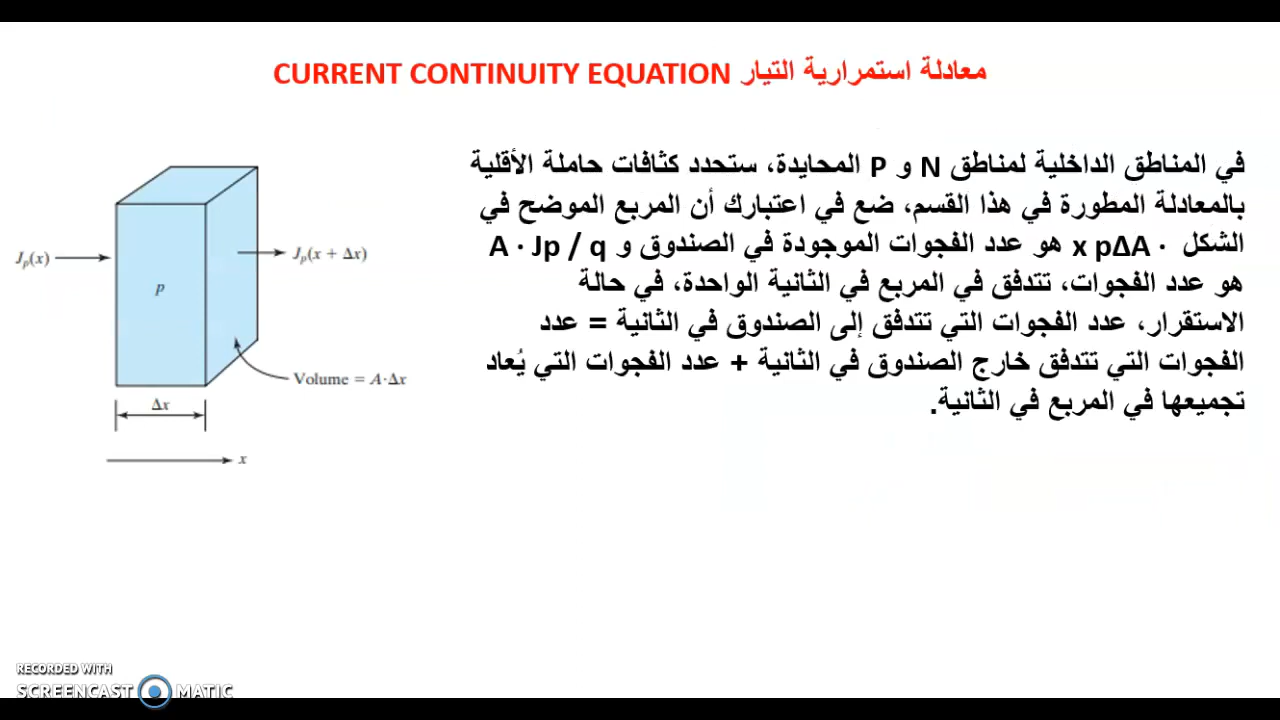 معادلة استمرارية التيار CURRENT CONTINUITY EQUATION
في المناطق الداخلية لمناطق N و P المحايدة، ستحدد كثافات حاملة الأقلية
بالمعادلة المطورة في هذا القسم، ضع في اعتبارك أن المربع الموضح في
الشكل x pΔA · هو عدد الفجوات الموجودة في الصندوق و A · Jp / q
هو عدد الفجوات، تتدفق في المربع في الثانية الواحدة، في حالة
الاستقرار، عدد الفجوات التي تتدفق إلى الصندوق في الثانية = عدد
الفجوات التي تتدفق خارج الصندوق في الثانية + عدد الفجوات التي يُعاد
تجميعها في المربع في الثانية.
Jp(x)
Jp(x + Δx)
p
Volume = A·Δx
Δx
x
RECORDED WITH
SCREENCAST MATIC